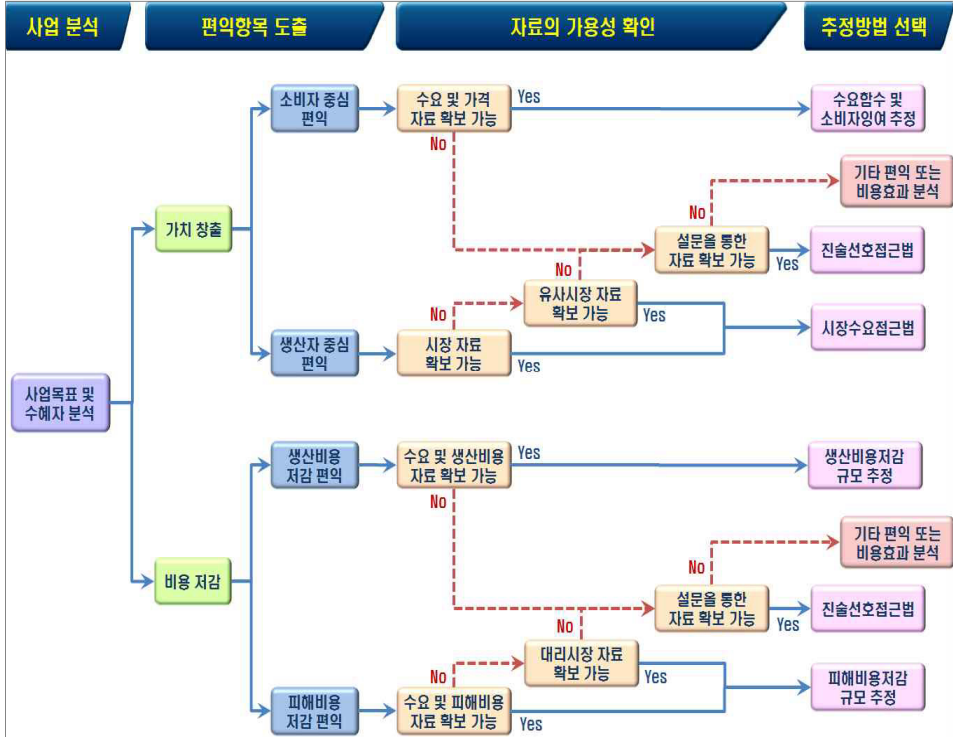 사업 분석
편익항목 도출
자료의 가용성 확인
추정방법 선택
소비자 중심
편익
수요 및 가격
자료 확보 가능
Yes
수요함수 및
소비자잉여 추정
No
기타 편익 또는
비용효과 분석
No
가치 창출
설문을 통한
자료 확보 가능
Yes
진술선호접근법
No
유사시장 자료
확보 가능
Yes
No
시장수요접근법
생산자 중심
편익
시장 자료
확보 가능
Yes
사업목표 및
수혜자 분석
생산비용
저감 편익
수요 및 생산비용
자료 확보 가능
Yes
생산비용저감
규모 추정
No
기타 편익 또는
비용효과 분석
No
비용 저감
설문을 통한
자료 확보 가능
Yes
진술선호접근법
No
대리시장 자료
확보 가능
Yes
No
피해비용저감
규모 추정
피해비용
저감 편익
수요 및 피해비용
자료 확보 가능
Yes